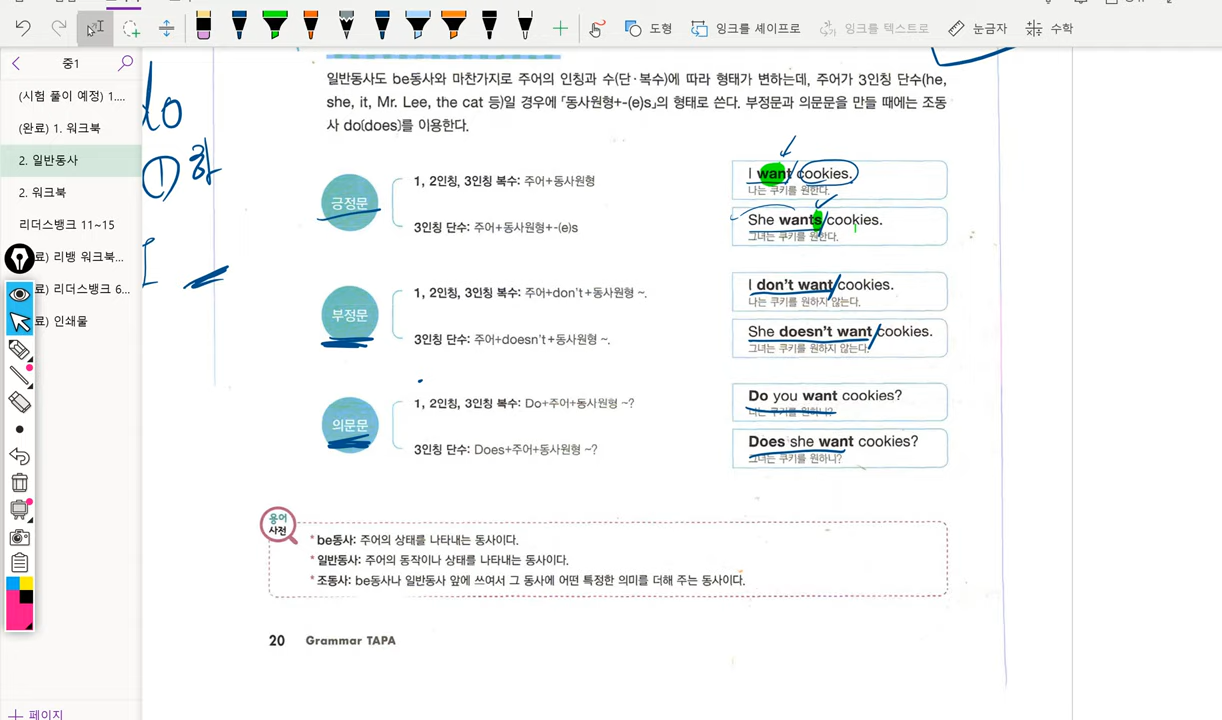 도형
잉크를 셰이프로
잉크를 텍스트로
눈금자
수학
중1
(시험 풀이 예정) 1....
(완료) 1. 워크북
2. 일반동사
2. 워크북
리더스뱅크 11~15
료) 리뱅 워크북...
료) 리더스뱅크 6...
료) 인쇄물
페이지
do
① 하
일반동사도 be동사와 마찬가지로 주어의 인칭과 수(단·복수)에 따라 형태가 변하는데, 주어가 3인칭 단수(he,
she, it, Mr. Lee, the cat 등)일 경우에 「동사원형+-(e)s」의 형태로 쓴다. 부정문과 의문문을 만들 때에는 조동
사 do(does)를 이용한다.
긍정문
1, 2인칭, 3인칭 복수: 주어+동사원형
I want cookies.
나는 쿠키를 원한다.
3인칭 단수: 주어+동사원형+-(e)s
She wants cookies.
그녀는 쿠키를 원한다.
부정문
1, 2인칭, 3인칭 복수: 주어+don't+동사원형 ~.
I don't want cookies.
나는 쿠키를 원하지 않는다.
3인칭 단수: 주어+doesn't+동사원형 ~.
She doesn't want cookies.
그녀는 쿠키를 원하지 않는다.
의문문
1, 2인칭, 3인칭 복수: Do+주어+동사원형 ~?
Do you want cookies?
너는 쿠키를 원하니?
3인칭 단수: Does+주어+동사원형 ~?
Does she want cookies?
그녀는 쿠키를 원하니?
용어
사전
* be동사: 주어의 상태를 나타내는 동사이다.
* 일반동사: 주어의 동작이나 상태를 나타내는 동사이다.
* 조동사: be동사나 일반동사 앞에 쓰여서 그 동사에 어떤 특정한 의미를 더해 주는 동사이다.
20 Grammar TAPA